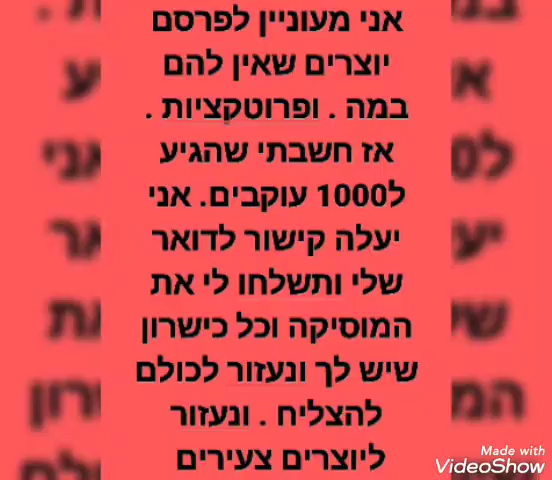 אני מעוניין לפרסם
יוצרים שאין להם
במה . ופרוטקציות .
אז חשבתי שהגיע
ל1000 עוקבים. אני
יעלה קישור לדואר
שלי ותשלחו לי את
המוסיקה וכל כישרון
שיש לך ונעזור לכולם
להצליח . ונעזור
ליוצרים צעירים
Made with
VideoShow